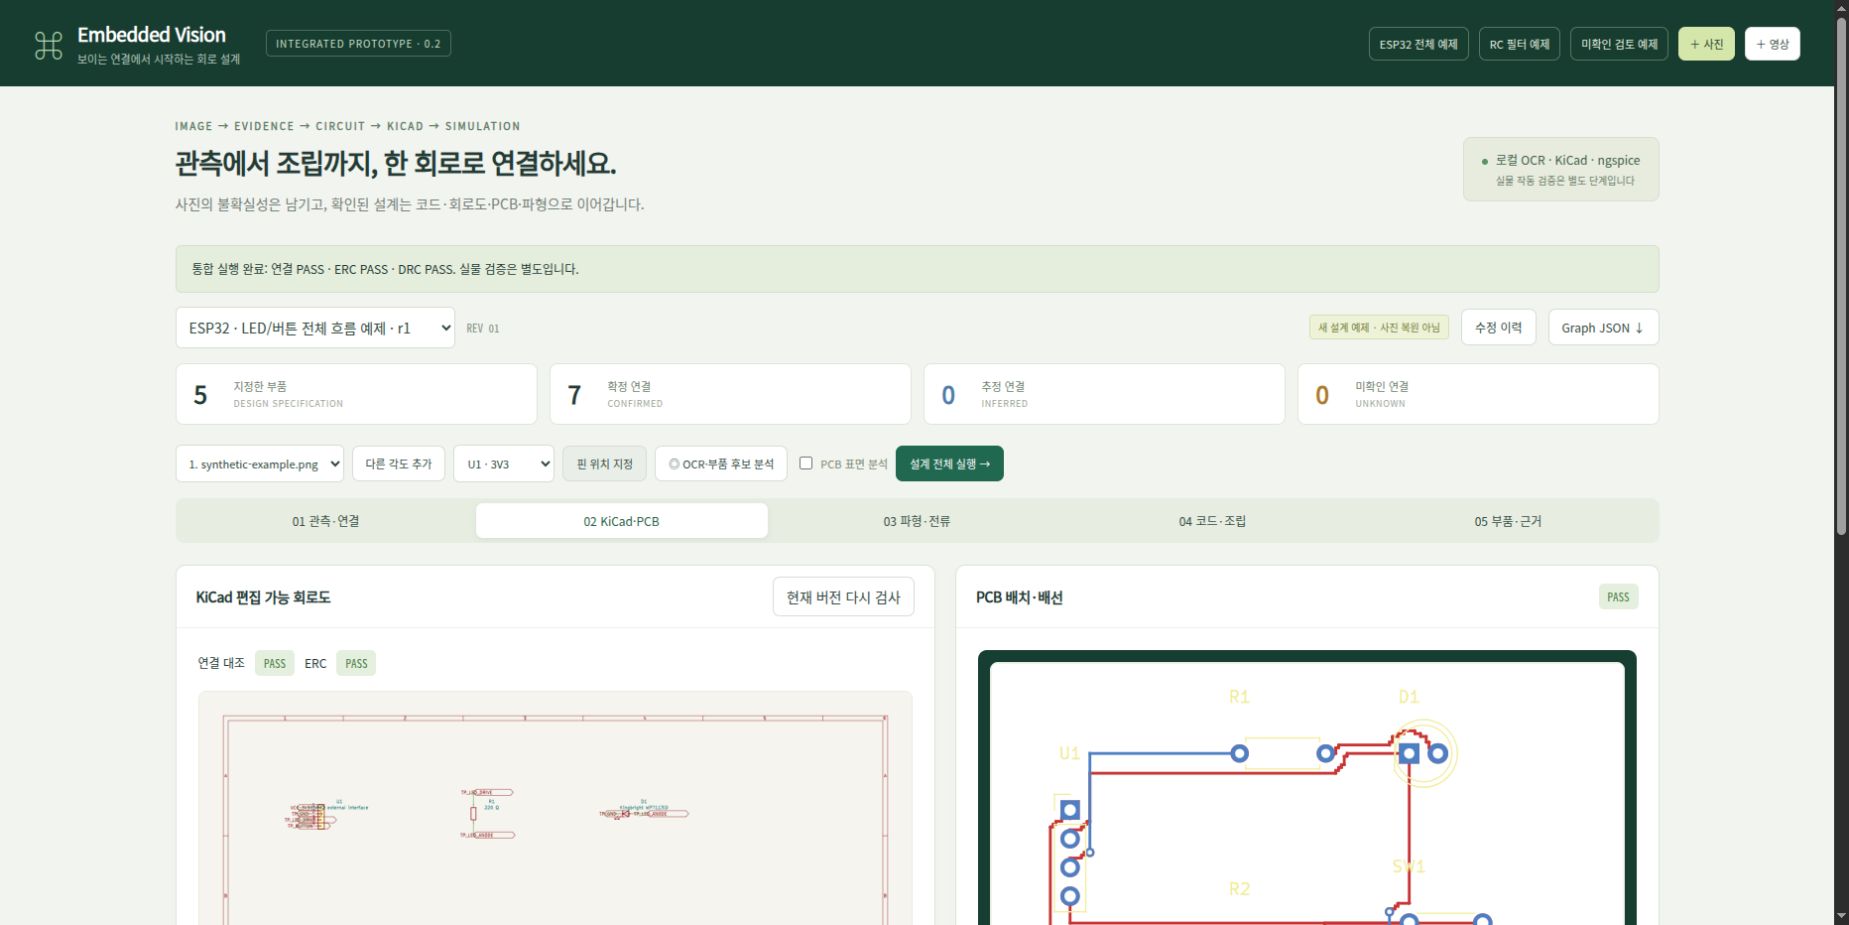 Embedded Vision
보이는 연결에서 시작하는 회로 설계
INTEGRATED PROTOTYPE · 0.2
ESP32 전체 예제
RC 필터 예제
미확인 검토 예제
+ 사진
+ 영상
IMAGE → EVIDENCE → CIRCUIT → KICAD → SIMULATION
관측에서 조립까지, 한 회로로 연결하세요.
사진의 불확실성은 남기고, 확인된 설계는 코드·회로도·PCB·파형으로 이어갑니다.
로컬 OCR · KiCad · ngspice
실물 작동 검증은 별도 단계입니다
통합 실행 완료: 연결 PASS · ERC PASS · DRC PASS. 실물 검증은 별도입니다.
ESP32 · LED/버튼 전체 흐름 예제 · r1
REV 01
새 설계 예제 · 사진 복원 아님
수정 이력
Graph JSON ↓
5
지정한 부품
DESIGN SPECIFICATION
7
확정 연결
CONFIRMED
0
추정 연결
INFERRED
0
미확인 연결
UNKNOWN
1. synthetic-example.png
다른 각도 추가
U1 · 3V3
핀 위치 지정
OCR·부품 후보 분석
PCB 표면 분석
설계 전체 실행 →
01 관측·연결
02 KiCad·PCB
03 파형·전류
04 코드·조립
05 부품·근거
KiCad 편집 가능 회로도
현재 버전 다시 검사
PCB 배치·배선
PASS
연결 대조
PASS
ERC
PASS
R1
D1
U1
SW1
R2
U1
external interface
TP_LED_DRIVE
R1
220 Ω
TP_LED_ANODE
D1
TP_LED_ANODE